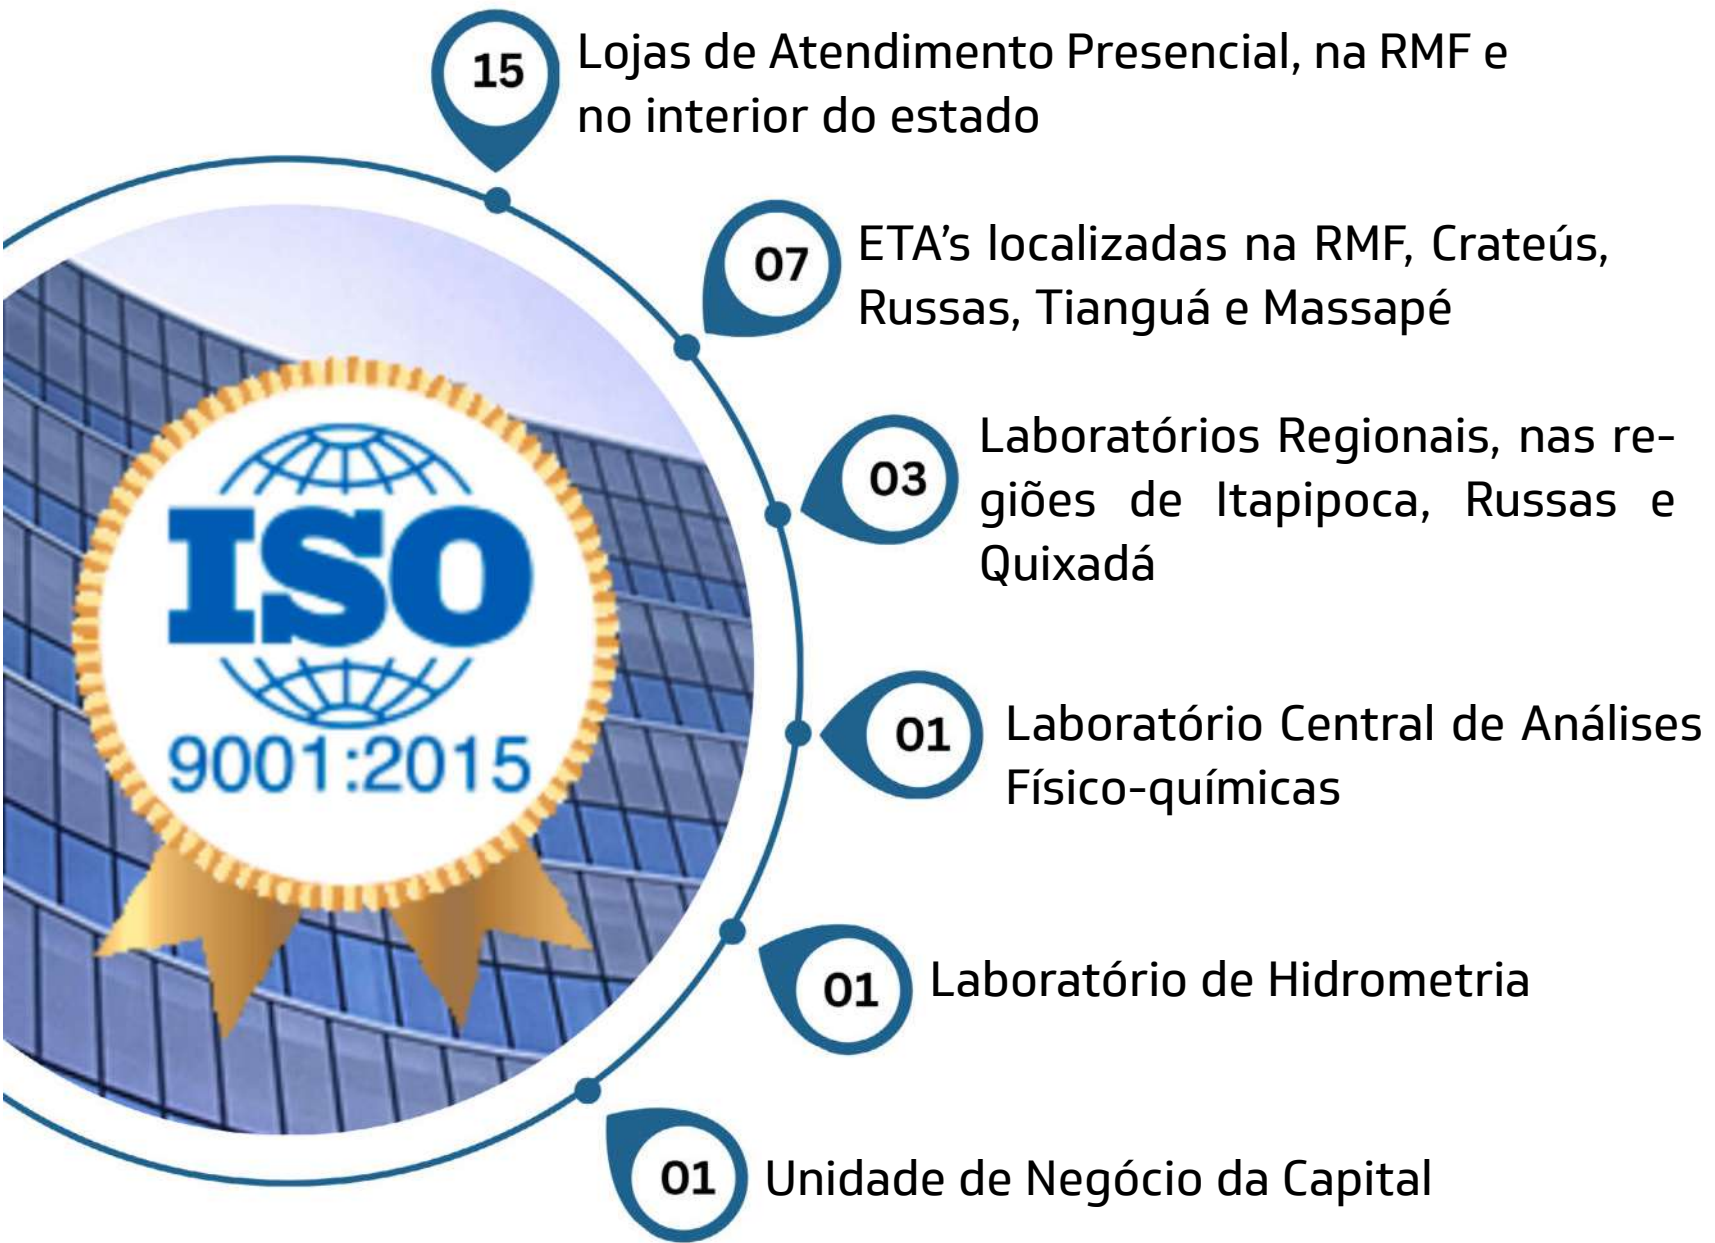 15
Lojas de Atendimento Presencial, na RMF e
no interior do estado
07
ETA’s localizadas na RMF, Crateús,
Russas, Tianguá e Massapé
03
Laboratórios Regionais, nas re-
giões de Itapipoca, Russas e
Quixadá
ISO
9001:2015
01
Laboratório Central de Análises
Físico-químicas
01
Laboratório de Hidrometria
01
Unidade de Negócio da Capital